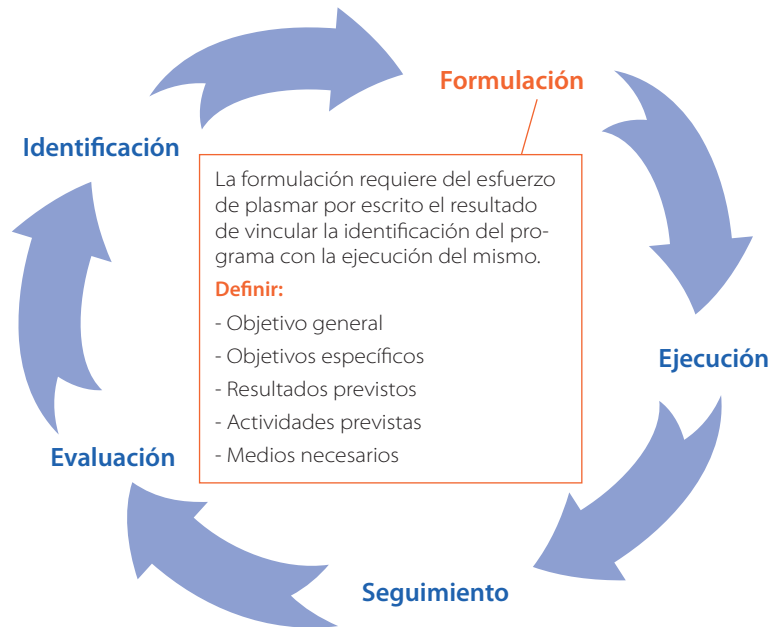 Formulación
Identificación
La formulación requiere del esfuerzo
de plasmar por escrito el resultado
de vincular la identificación del pro-
grama con la ejecución del mismo.
Definir:
- Objetivo general
- Objetivos específicos
- Resultados previstos
- Actividades previstas
- Medios necesarios
Ejecución
Evaluación
Seguimiento